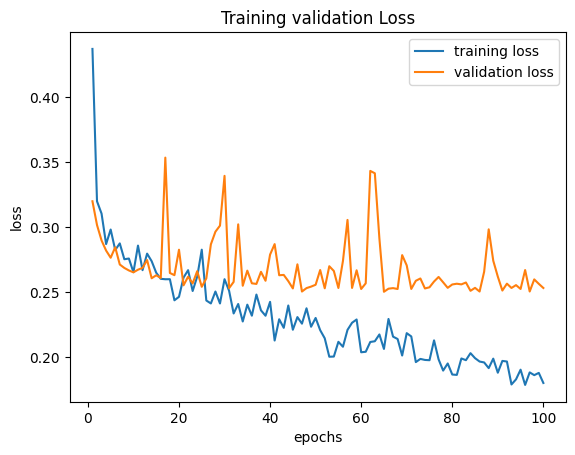 Training validation Loss
training loss
validation loss
loss
0.40
0.35
0.30
0.25
0.20
0
20
40
60
80
100
epochs